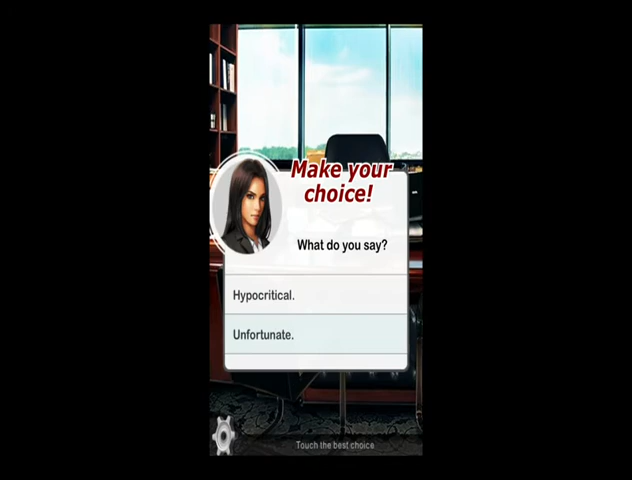 Make your
choice!
What do you say?
Hypocritical.
Unfortunate.
Touch the best choice